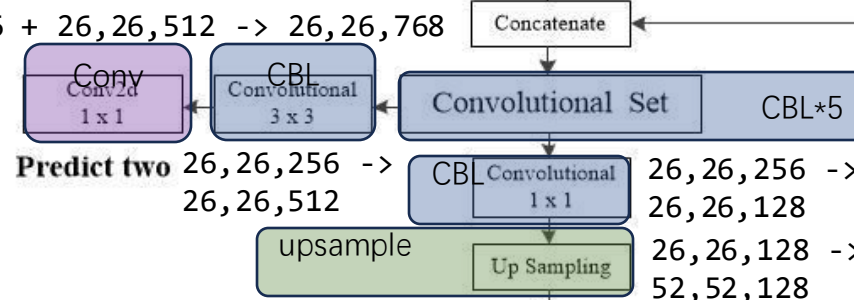 + 26,26,512 -> 26,26,768
Concatenate
Conv
Conv2d
1 x 1
CBL
Convolutional
3 x 3
Convolutional Set
CBL*5
Predict two
26,26,256 ->
26,26,512
CBL
Convolutional
1 x 1
26,26,256 ->
26,26,128
upsample
Up Sampling
26,26,128 ->
52,52,128